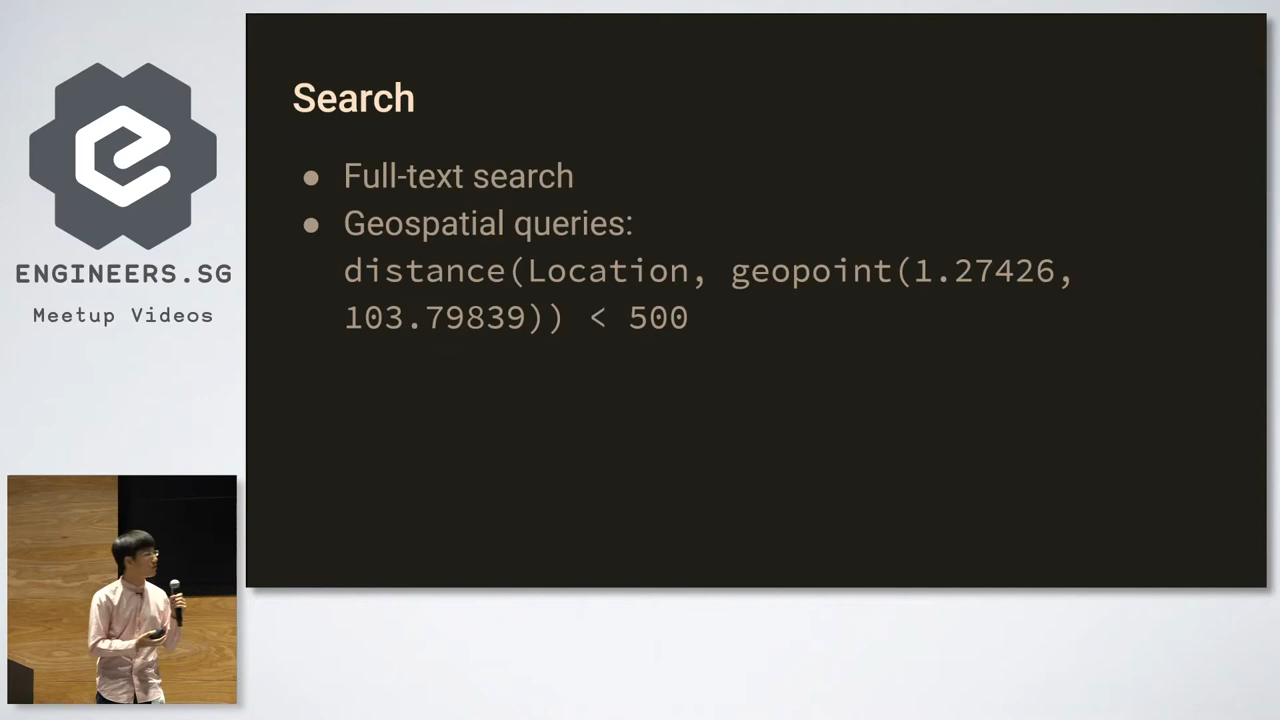 ENGINEERS.SG
Meetup Videos
Search
● Full-text search
● Geospatial queries:
distance(Location, geopoint(1.27426,
103.79839)) < 500